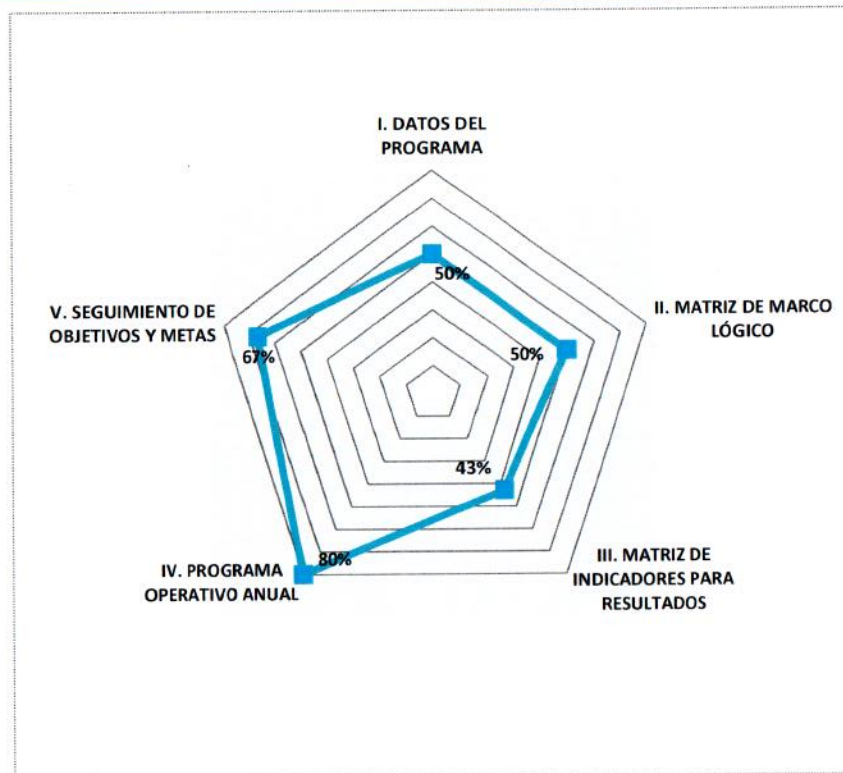 I. DATOS DEL
PROGRAMA
50%
II. MATRIZ DE MARCO
LÓGICO
50%
43%
III. MATRIZ DE
INDICADORES PARA
RESULTADOS
80%
IV. PROGRAMA
OPERATIVO ANUAL
V. SEGUIMIENTO DE
OBJETIVOS Y METAS
67%